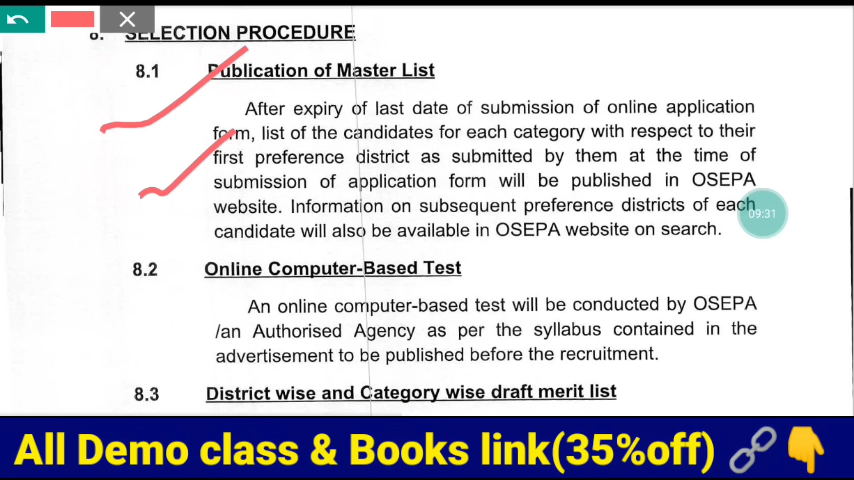 8. SELECTION PROCEDURE
8.1 Publication of Master List
After expiry of last date of submission of online application
form, list of the candidates for each category with respect to their
first preference district as submitted by them at the time of
submission of application form will be published in OSEPA
website. Information on subsequent preference districts of each
09:31
candidate will also be available in OSEPA website on search.
8.2 Online Computer-Based Test
An online computer-based test will be conducted by OSEPA
/an Authorised Agency as per the syllabus contained in the
advertisement to be published before the recruitment.
8.3 District wise and Category wise draft merit list
All Demo class & Books link(35%off)